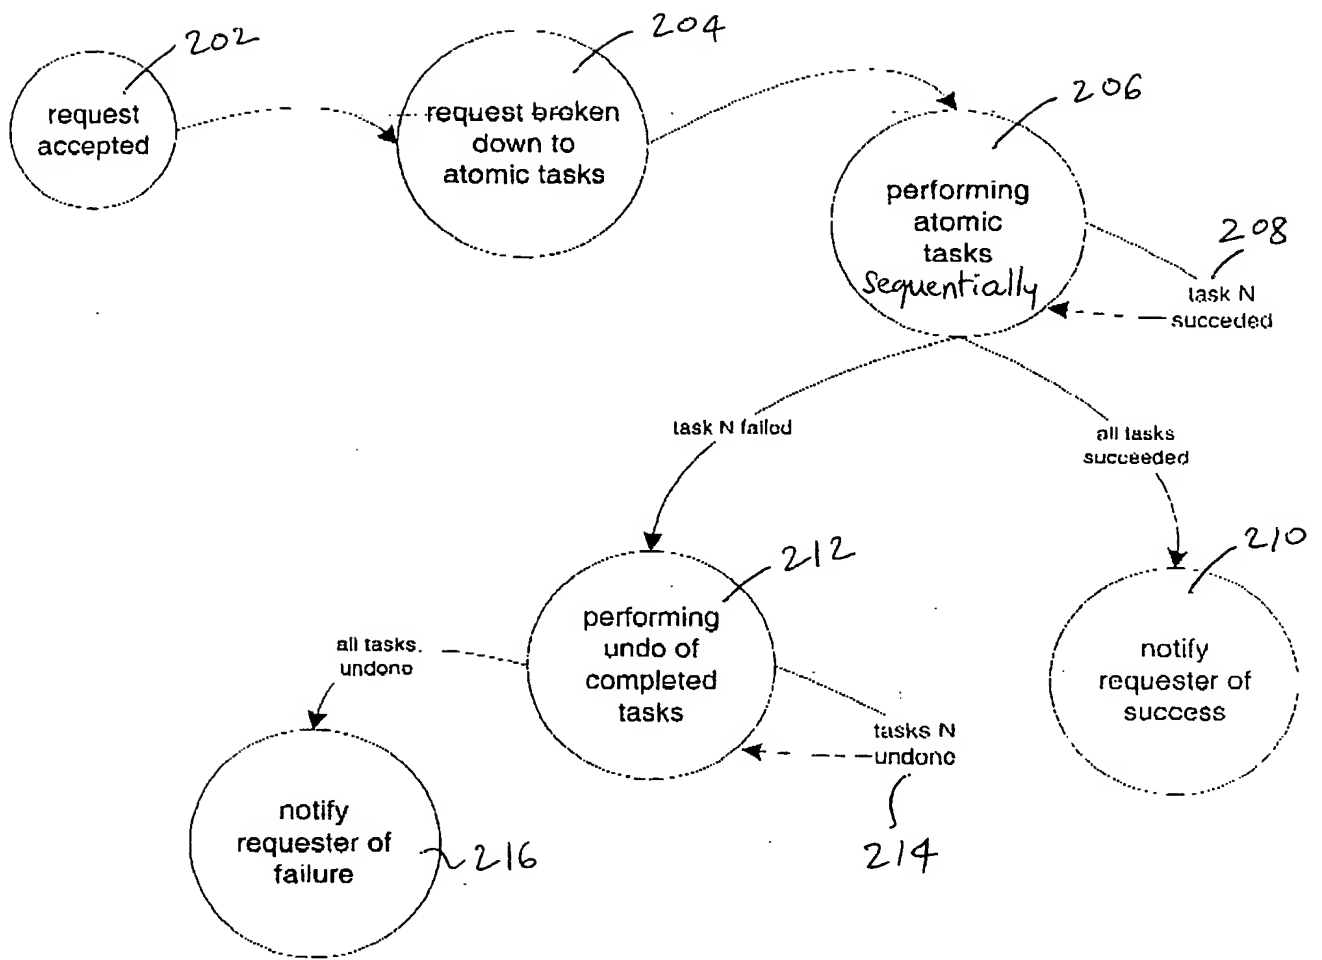 202
204
206
request
accepted
request broken
down to
atomic tasks
performing
atomic
tasks
sequentially
208
task N
succeded
task N failed
all tasks
succeeded
212
210
performing
undo of
completed
tasks
notify
requester of
success
all tasks.
undone
tasks N
undone
214
notify
requester of
failure
216